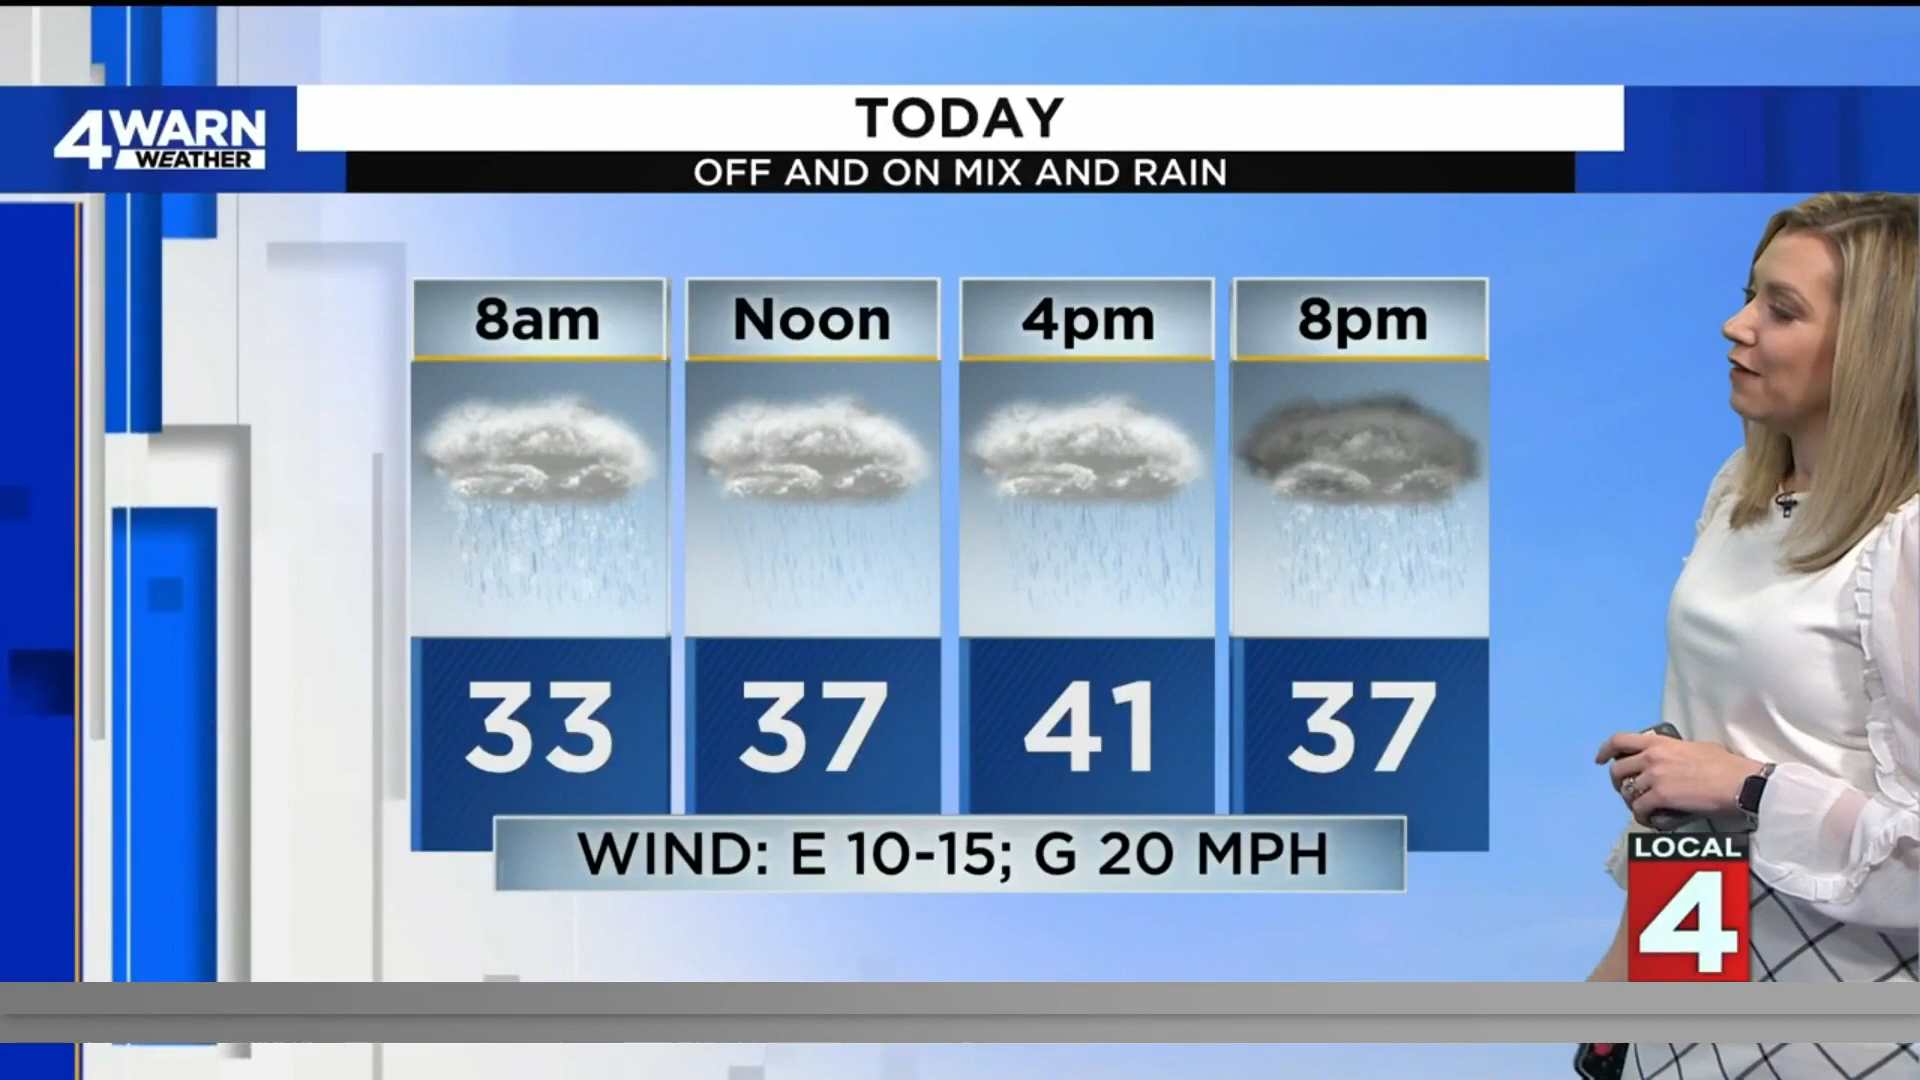 4WARN
WEATHER
TODAY
OFF AND ON MIX AND RAIN
8am
Noon
4pm
8pm
33
37
41
37
WIND: E 10-15; G 20 MPH
LOCAL
4